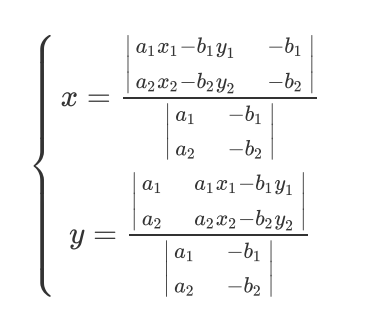 a₁x₁−b₁y₁ −b₁
a₂x₂−b₂y₂ −b₂
x =
a₁ −b₁
a₂ −b₂
a₁ a₁x₁−b₁y₁
a₂ a₂x₂−b₂y₂
y =
a₁ −b₁
a₂ −b₂